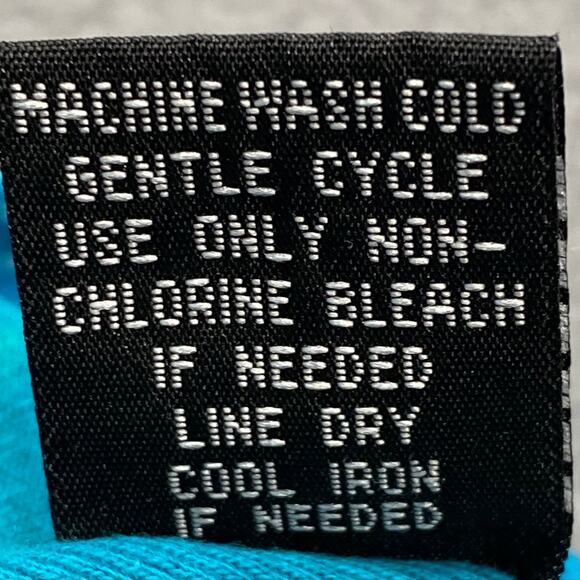 MACHINE WASH COLD
GENTLE CYCLE
USE ONLY NON-
CHLORINE BLEACH
IF NEEDED
LINE DRY
COOL IRON
IF NEEDED